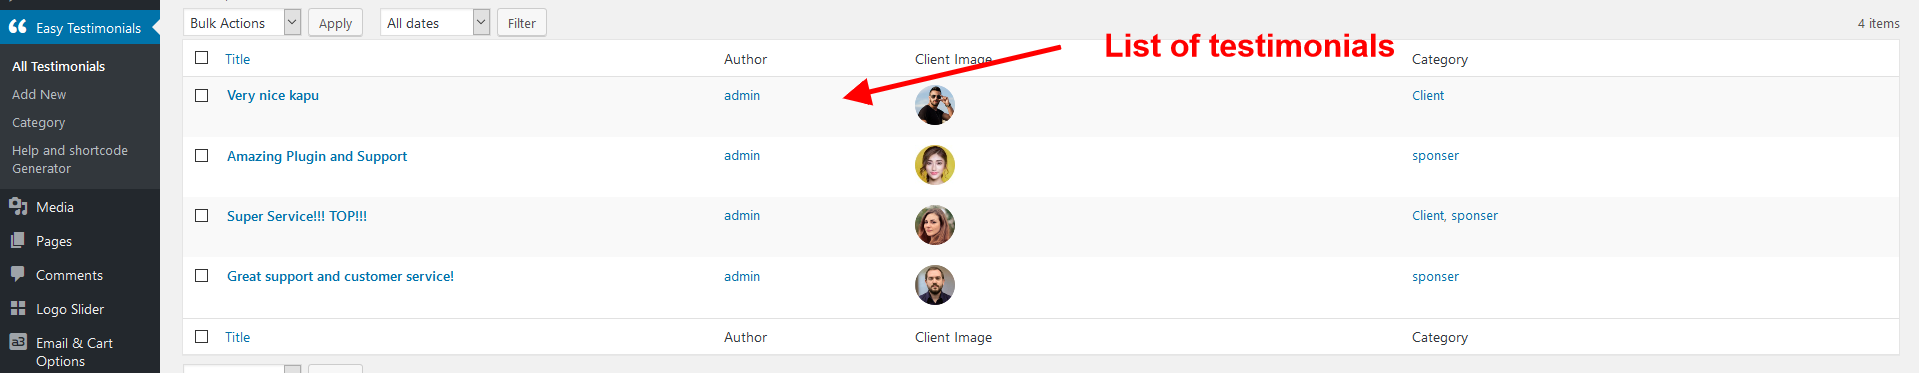 Bulk Actions Apply All dates Filter 4 items
Easy Testimonials
All Testimonials
Add New
Category
Help and shortcode
Generator
Media
Pages
Comments
Logo Slider
a3 Email & Cart
Options
List of testimonials
Title Author Client Image Category
Very nice kapu admin Client
Amazing Plugin and Support admin sponser
Super Service!!! TOP!!! admin Client, sponser
Great support and customer service! admin sponser
Title Author Client Image Category